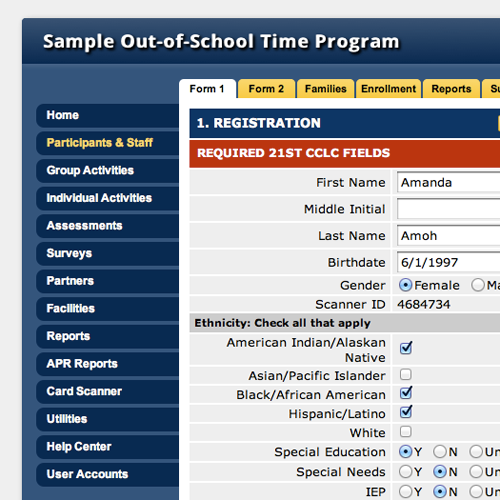 Sample Out-of-School Time Program
Form 1 Form 2 Families Enrollment Reports
Home
Participants & Staff
Group Activities
Individual Activities
Assessments
Surveys
Partners
Facilities
Reports
APR Reports
Card Scanner
Utilities
Help Center
User Accounts
1. REGISTRATION
REQUIRED 21ST CCLC FIELDS
First Name Amanda
Middle Initial
Last Name Amoh
Birthdate 6/1/1997
Gender Female Ma
Scanner ID 4684734
Ethnicity: Check all that apply
American Indian/Alaskan
Native
Asian/Pacific Islander
Black/African American
Hispanic/Latino
White
Special Education Y N Un
Special Needs Y N Un
IEP Y N Un